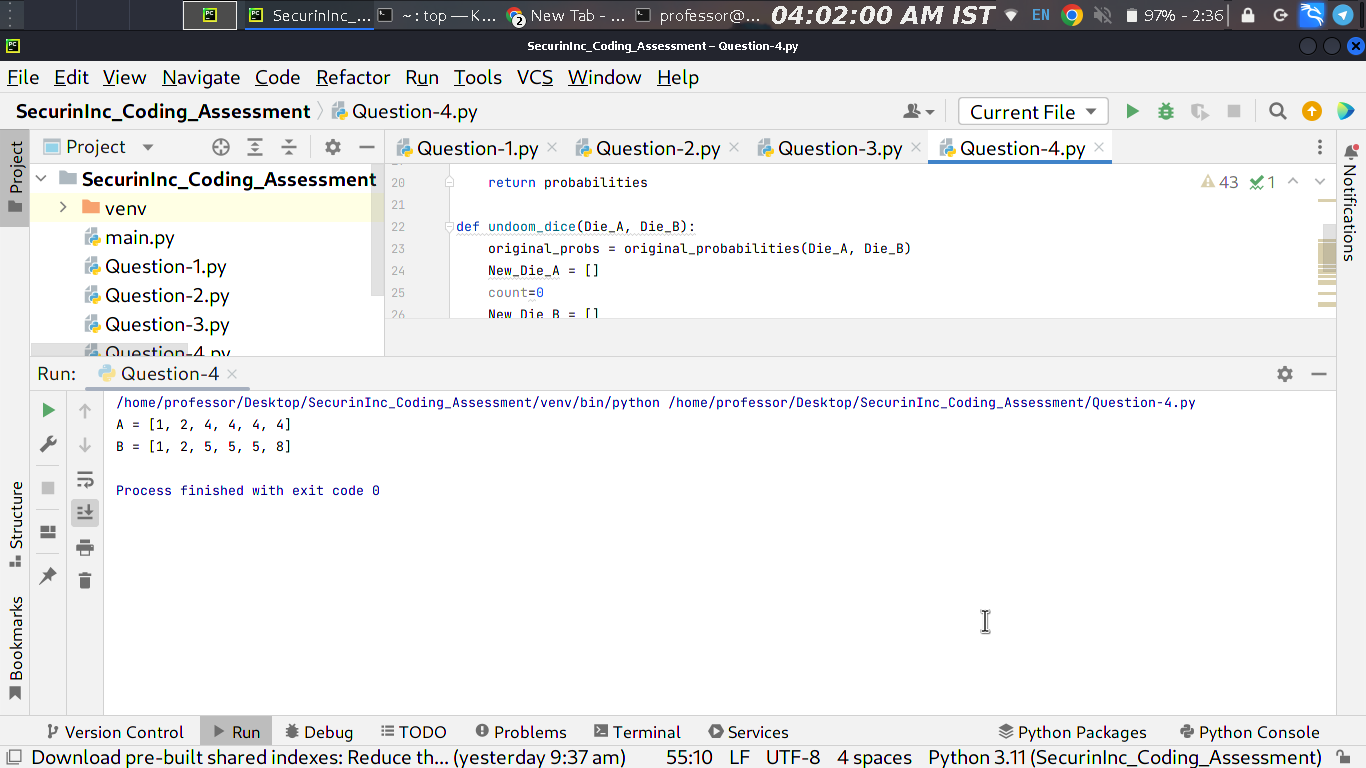 SecurinInc_... ~ : top — K... New Tab - ... professor@... 04:02:00 AM IST EN 97% - 2:36
SecurinInc_Coding_Assessment – Question-4.py
File Edit View Navigate Code Refactor Run Tools VCS Window Help
SecurinInc_Coding_Assessment Question-4.py Current File
Project Question-1.py Question-2.py Question-3.py Question-4.py
Project
Notifications
SecurinInc_Coding_Assessment
venv
main.py
Question-1.py
Question-2.py
Question-3.py
Question-4.py
20 return probabilities 43 1
21
22 def undoom_dice(Die_A, Die_B):
23 original_probs = original_probabilities(Die_A, Die_B)
24 New_Die_A = []
25 count=0
26 New_Die_B = []
Run: Question-4
/home/professor/Desktop/SecurinInc_Coding_Assessment/venv/bin/python /home/professor/Desktop/SecurinInc_Coding_Assessment/Question-4.py
A = [1, 2, 4, 4, 4, 4]
B = [1, 2, 5, 5, 5, 8]
Process finished with exit code 0
Structure
Bookmarks
Version Control Run Debug TODO Problems Terminal Services Python Packages Python Console
Download pre-built shared indexes: Reduce th... (yesterday 9:37 am) 55:10 LF UTF-8 4 spaces Python 3.11 (SecurinInc_Coding_Assessment)